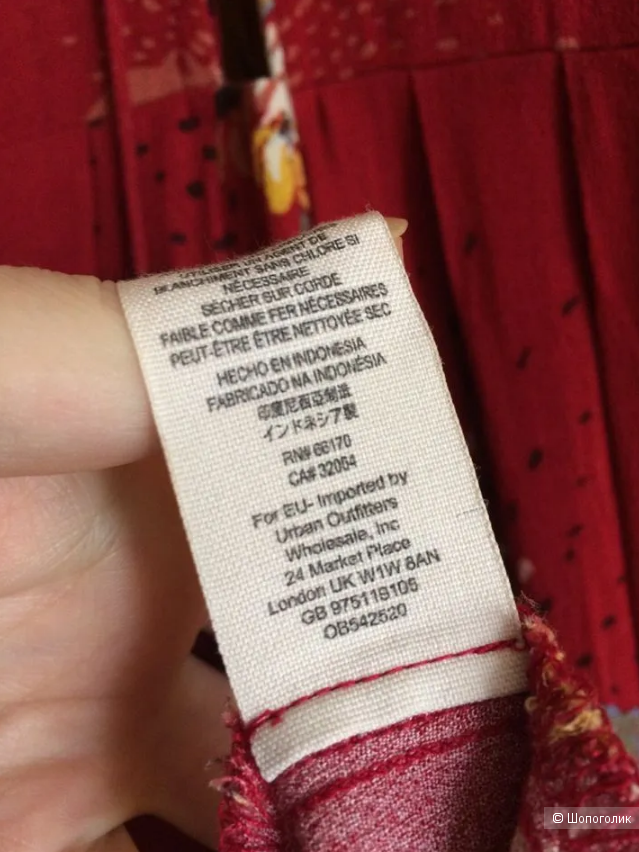 UTILISER UN AGENT DE
BLANCHIMENT SANS CHLORE SI
NÉCESSAIRE
SÉCHER SUR CORDE
FAIBLE COMME FER NÉCESSAIRES
PEUT-ÊTRE ÊTRE NETTOYÉE SEC
HECHO EN INDONESIA
FABRICADO NA INDONÉSIA
印度尼西亚制造
インドネシア製
RN# 66170
CA# 32054
For EU- Imported by
Urban Outfitters
Wholesale, Inc
24 Market Place
London UK W1W 8AN
GB 975119106
OB542520
© Шопоголик